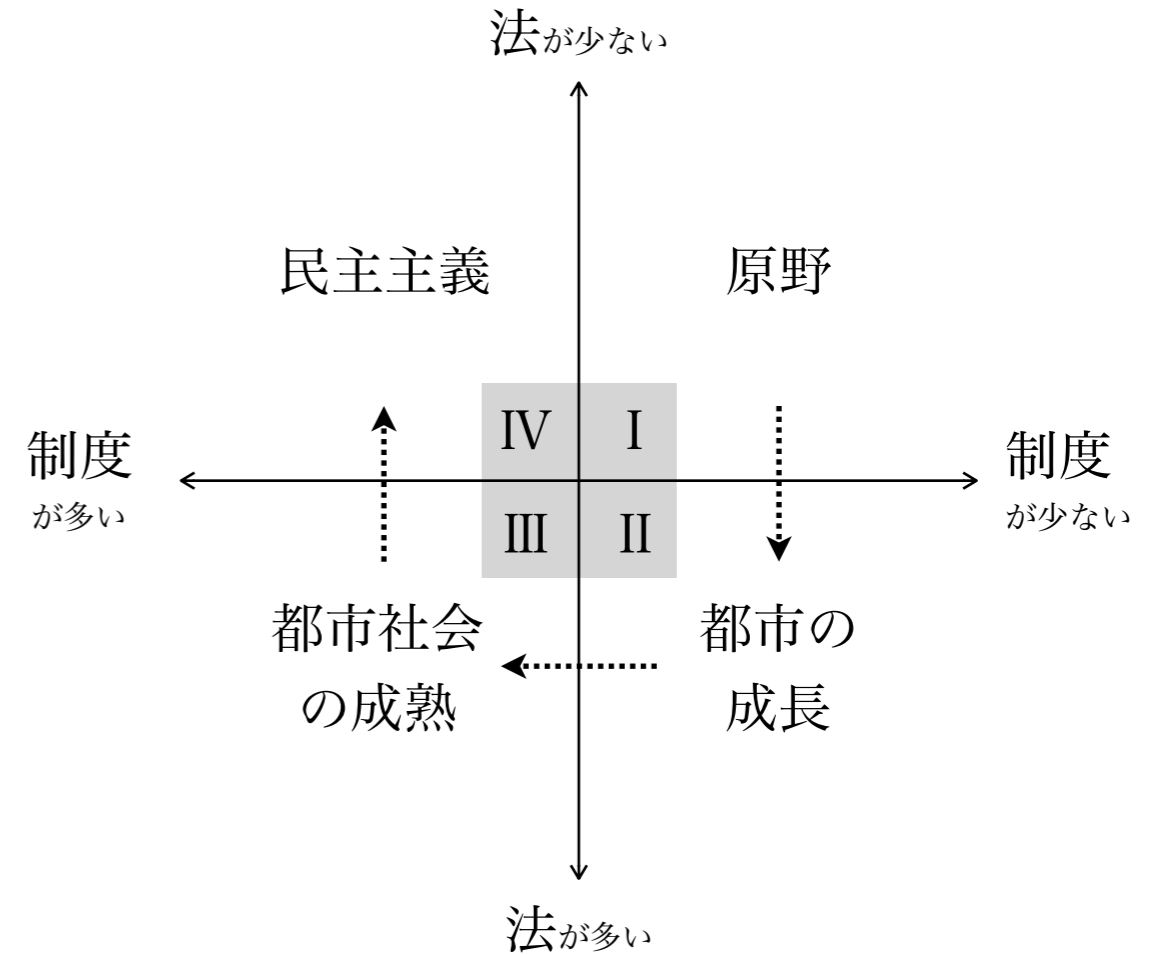 法が少ない
民主主義
原野
制度
が多い
Ⅳ
Ⅰ
制度
が少ない
Ⅲ
Ⅱ
都市社会
の成熟
都市の
成長
法が多い